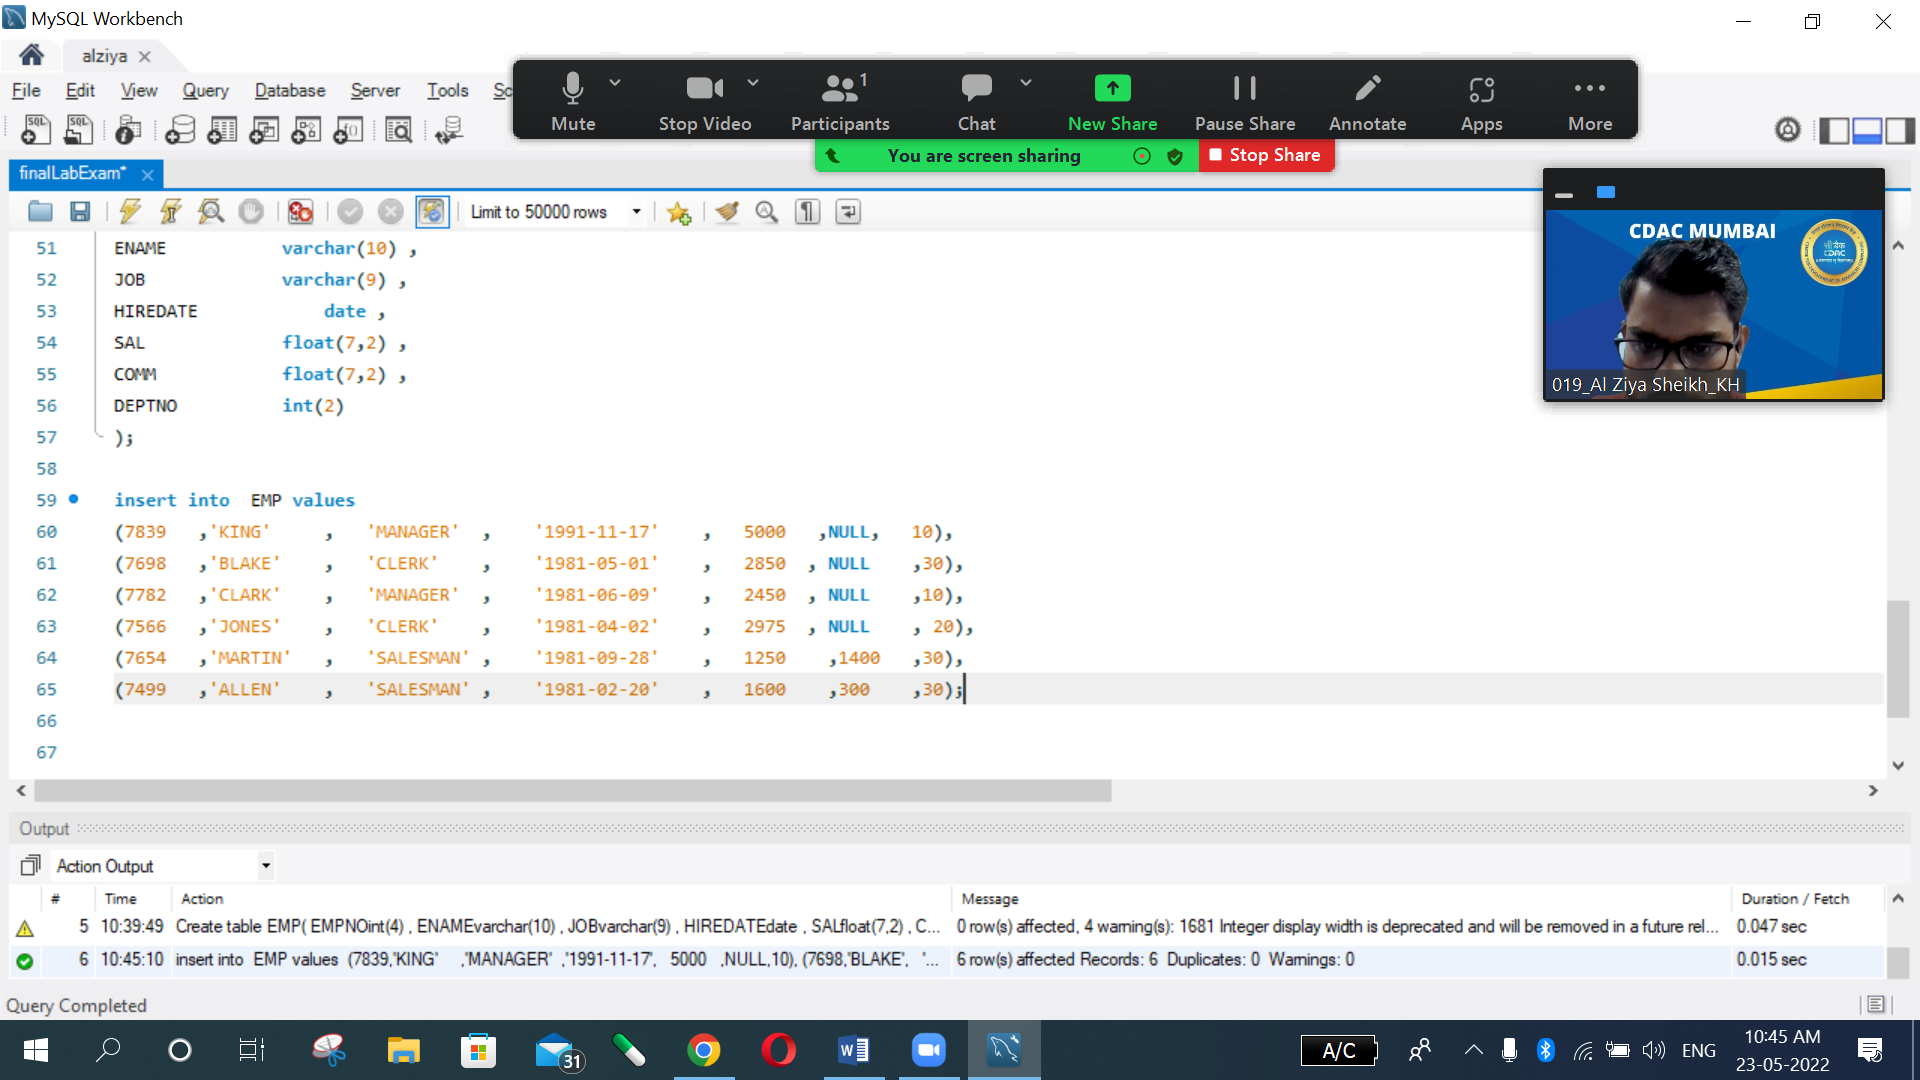 MySQL Workbench
alziya
File Edit View Query Database Server Tools Sc
Mute Stop Video Participants 1 Chat New Share Pause Share Annotate Apps More
You are screen sharing Stop Share
finalLabExam*
Limit to 50000 rows
CDAC MUMBAI
CDAC
019_Al Ziya Sheikh_KH
51 ENAME varchar(10) ,
52 JOB varchar(9) ,
53 HIREDATE date ,
54 SAL float(7,2) ,
55 COMM float(7,2) ,
56 DEPTNO int(2)
57 );
58
59 insert into EMP values
60 (7839 ,'KING' , 'MANAGER' , '1991-11-17' , 5000 ,NULL, 10),
61 (7698 ,'BLAKE' , 'CLERK' , '1981-05-01' , 2850 , NULL ,30),
62 (7782 ,'CLARK' , 'MANAGER' , '1981-06-09' , 2450 , NULL ,10),
63 (7566 ,'JONES' , 'CLERK' , '1981-04-02' , 2975 , NULL , 20),
64 (7654 ,'MARTIN' , 'SALESMAN' , '1981-09-28' , 1250 ,1400 ,30),
65 (7499 ,'ALLEN' , 'SALESMAN' , '1981-02-20' , 1600 ,300 ,30);
66
67
Output
Action Output
# Time Action Message Duration / Fetch
5 10:39:49 Create table EMP( EMPNOint(4) , ENAMEvarchar(10) , JOBvarchar(9) , HIREDATEdate , SALfloat(7,2) , C... 0 row(s) affected, 4 warning(s): 1681 Integer display width is deprecated and will be removed in a future rel... 0.047 sec
6 10:45:10 insert into EMP values (7839,'KING' ,'MANAGER' ,'1991-11-17', 5000 ,NULL,10), (7698,'BLAKE', '... 6 row(s) affected Records: 6 Duplicates: 0 Warnings: 0 0.015 sec
Query Completed
31
A/C
ENG
10:45 AM
23-05-2022